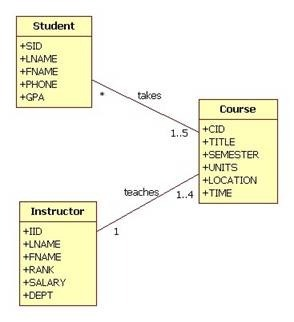 Student
+SID
+LNAME
+FNAME
+PHONE
+GPA
takes
*
1..5
Course
+CID
+TITLE
+SEMESTER
+UNITS
+LOCATION
+TIME
teaches
1..4
1
Instructor
+IID
+LNAME
+FNAME
+RANK
+SALARY
+DEPT